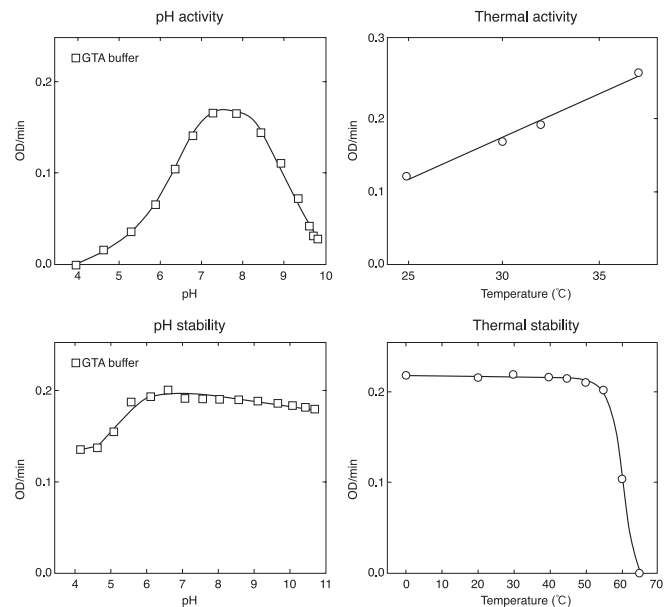 pH activity
GTA buffer
0.2
0.1
0.0
OD/min
4 5 6 7 8 9 10
pH
Thermal activity
0.3
0.2
0.1
0.0
OD/min
25 30 35
Temperature (℃)
pH stability
GTA buffer
0.2
0.1
0.0
OD/min
4 5 6 7 8 9 10 11
pH
Thermal stability
0.2
0.1
0.0
OD/min
0 10 20 30 40 50 60 70
Temperature (℃)